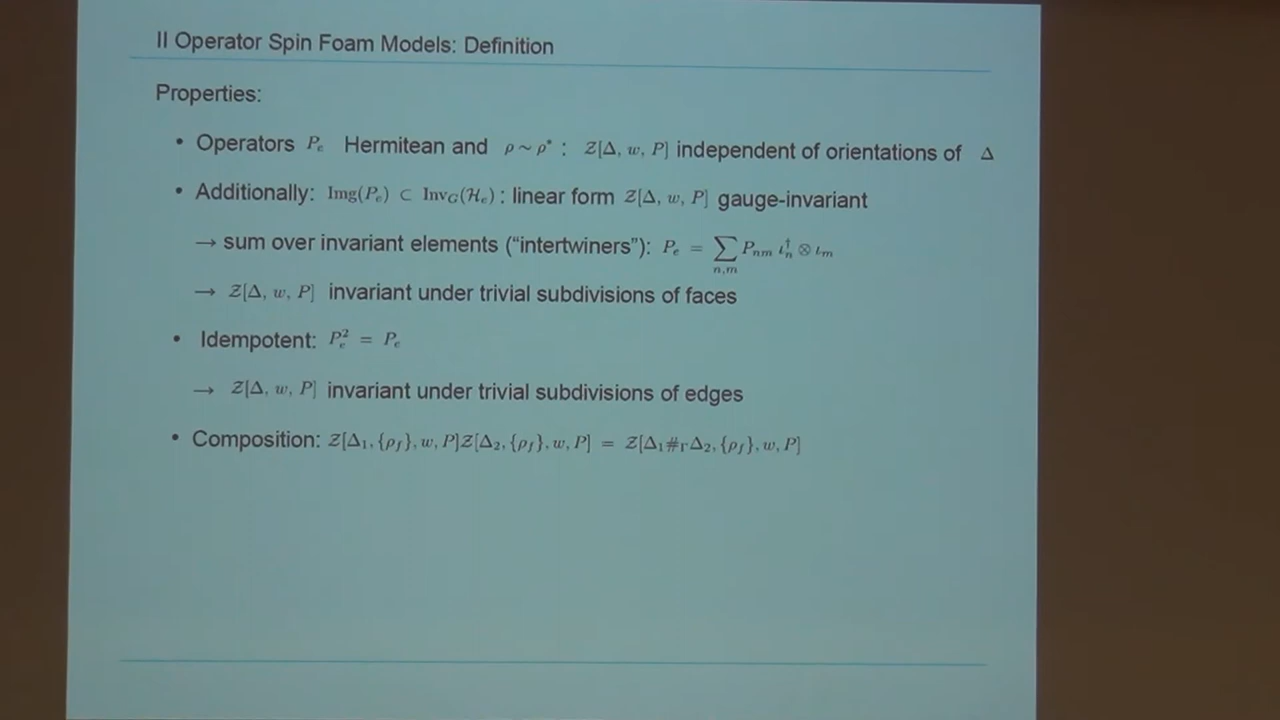 II Operator Spin Foam Models: Definition
Properties:
• Operators P_e Hermitean and ρ ~ ρ* : Z[Δ, w, P] independent of orientations of Δ
• Additionally: Img(P_e) ⊂ Inv_G(H_e) : linear form Z[Δ, w, P] gauge-invariant
→ sum over invariant elements (“intertwiners”): P_e = ∑_{n,m} P_{nm} ι_n^† ⊗ ι_m
→ Z[Δ, w, P] invariant under trivial subdivisions of faces
• Idempotent: P_e^2 = P_e
→ Z[Δ, w, P] invariant under trivial subdivisions of edges
• Composition: Z[Δ_1, {ρ_f}, w, P]Z[Δ_2, {ρ_f}, w, P] = Z[Δ_1#_ΓΔ_2, {ρ_f}, w, P]